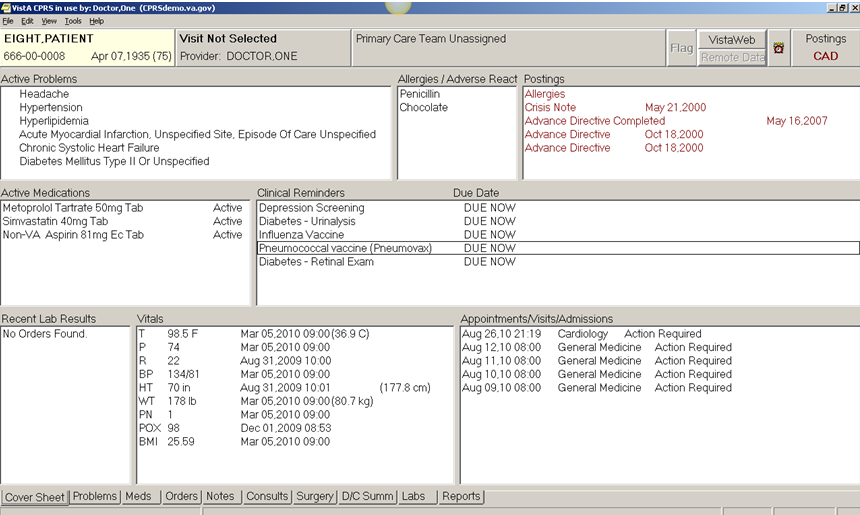 VistA CPRS in use by: Doctor,One  (CPRSdemo.va.gov)
File Edit View Tools Help
EIGHT,PATIENT
666-00-0008 Apr 07,1935 (75)
Visit Not Selected
Provider: DOCTOR,ONE
Primary Care Team Unassigned
Flag
VistaWeb
Remote Data
Postings
CAD
Active Problems
Headache
Hypertension
Hyperlipidemia
Acute Myocardial Infarction, Unspecified Site, Episode Of Care Unspecified
Chronic Systolic Heart Failure
Diabetes Mellitus Type II Or Unspecified
Allergies / Adverse React
Penicillin
Chocolate
Postings
Allergies
Crisis Note May 21,2000
Advance Directive Completed May 16,2007
Advance Directive Oct 18,2000
Advance Directive Oct 18,2000
Active Medications
Metoprolol Tartrate 50mg Tab Active
Simvastatin 40mg Tab Active
Non-VA Aspirin 81mg Ec Tab Active
Clinical Reminders Due Date
Depression Screening DUE NOW
Diabetes - Urinalysis DUE NOW
Influenza Vaccine DUE NOW
Pneumococcal vaccine (Pneumovax) DUE NOW
Diabetes - Retinal Exam DUE NOW
Recent Lab Results
No Orders Found.
Vitals
T 98.5 F Mar 05,2010 09:00 (36.9 C)
P 74 Mar 05,2010 09:00
R 22 Aug 31,2009 10:00
BP 134/81 Mar 05,2010 09:00
HT 70 in Aug 31,2009 10:01 (177.8 cm)
WT 178 lb Mar 05,2010 09:00 (80.7 kg)
PN 1 Mar 05,2010 09:00
POX 98 Dec 01,2009 08:53
BMI 25.59 Mar 05,2010 09:00
Appointments/Visits/Admissions
Aug 26,10 21:19 Cardiology Action Required
Aug 12,10 08:00 General Medicine Action Required
Aug 11,10 08:00 General Medicine Action Required
Aug 10,10 08:00 General Medicine Action Required
Aug 09,10 08:00 General Medicine Action Required
Cover Sheet Problems Meds Orders Notes Consults Surgery D/C Summ Labs Reports